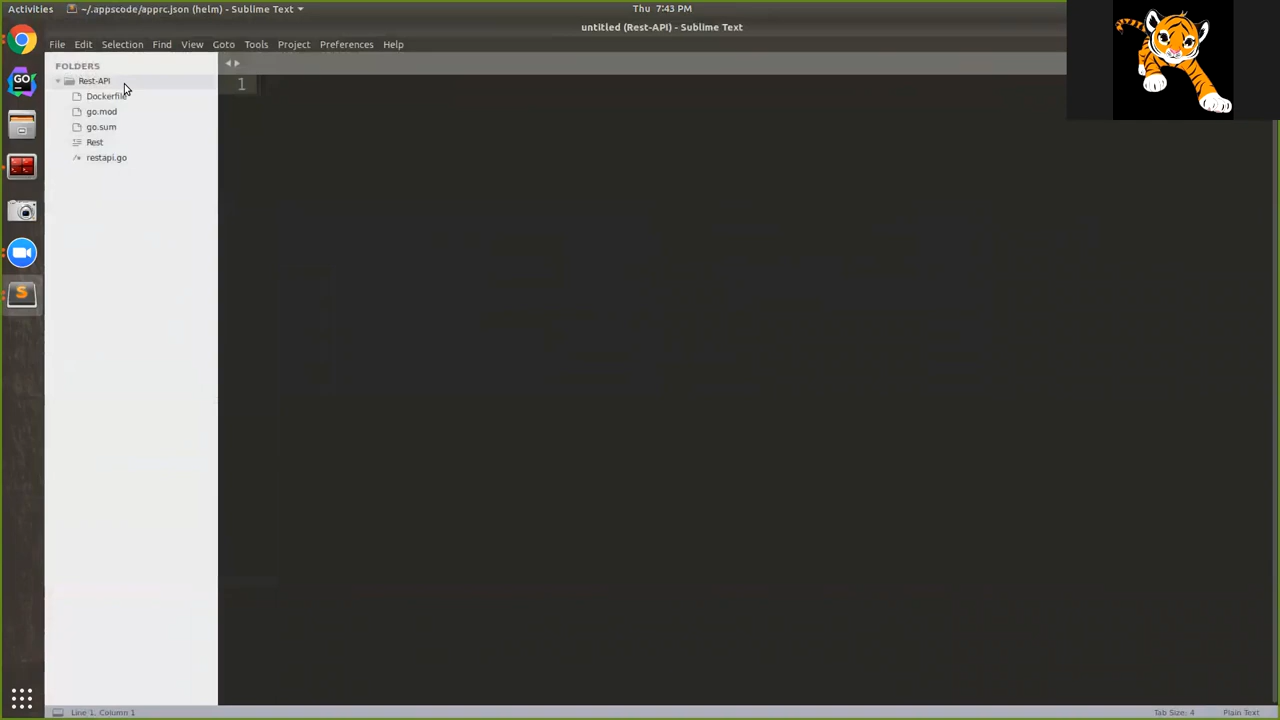 Activities ~/.appscode/apprc.json (helm) - Sublime Text Thu 7:43 PM
untitled (Rest-API) - Sublime Text
File Edit Selection Find View Goto Tools Project Preferences Help
FOLDERS
Rest-API
1
Dockerfile
go.mod
go.sum
Rest
restapi.go
GO
S
Line 1, Column 1 Tab Size: 4 Plain Text